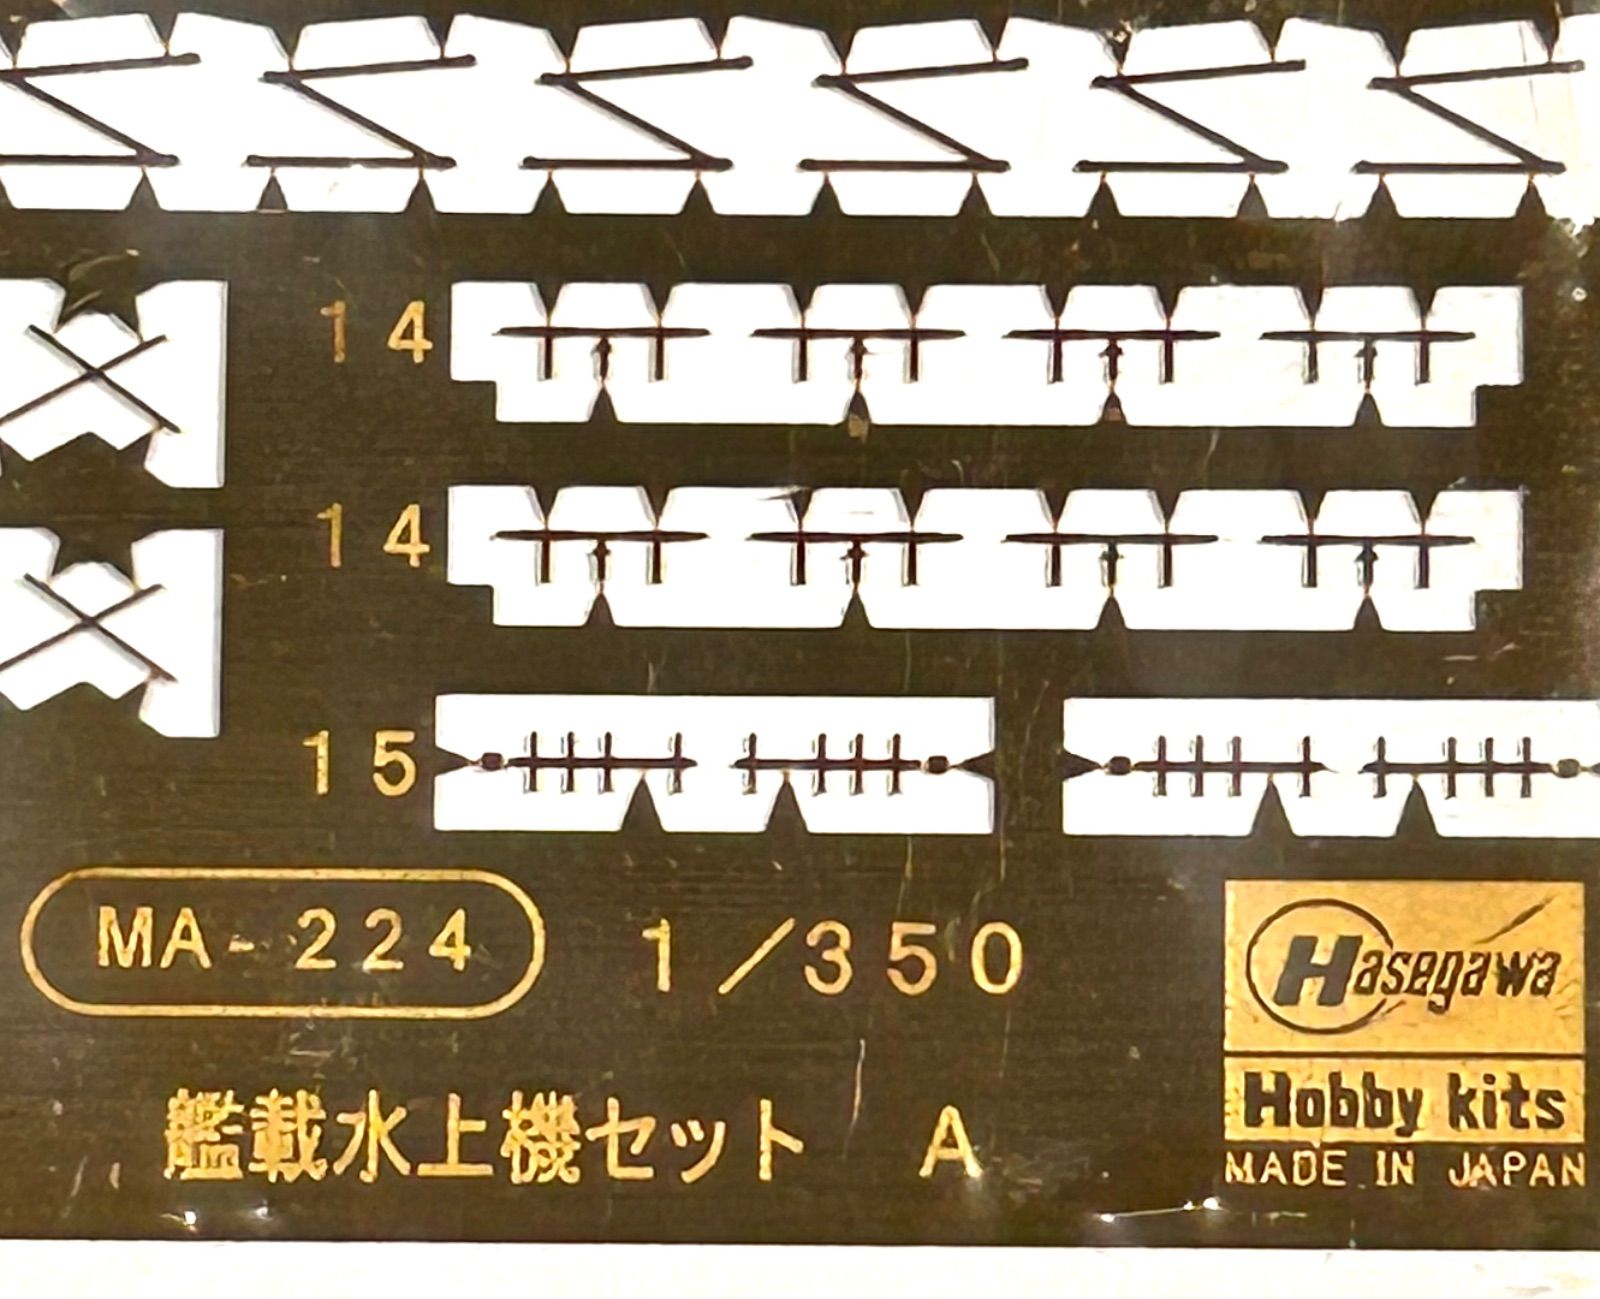 14
14
15
MA-224 1/350
艦載水上機セット A
Hasegawa
Hobby kits
MADE IN JAPAN